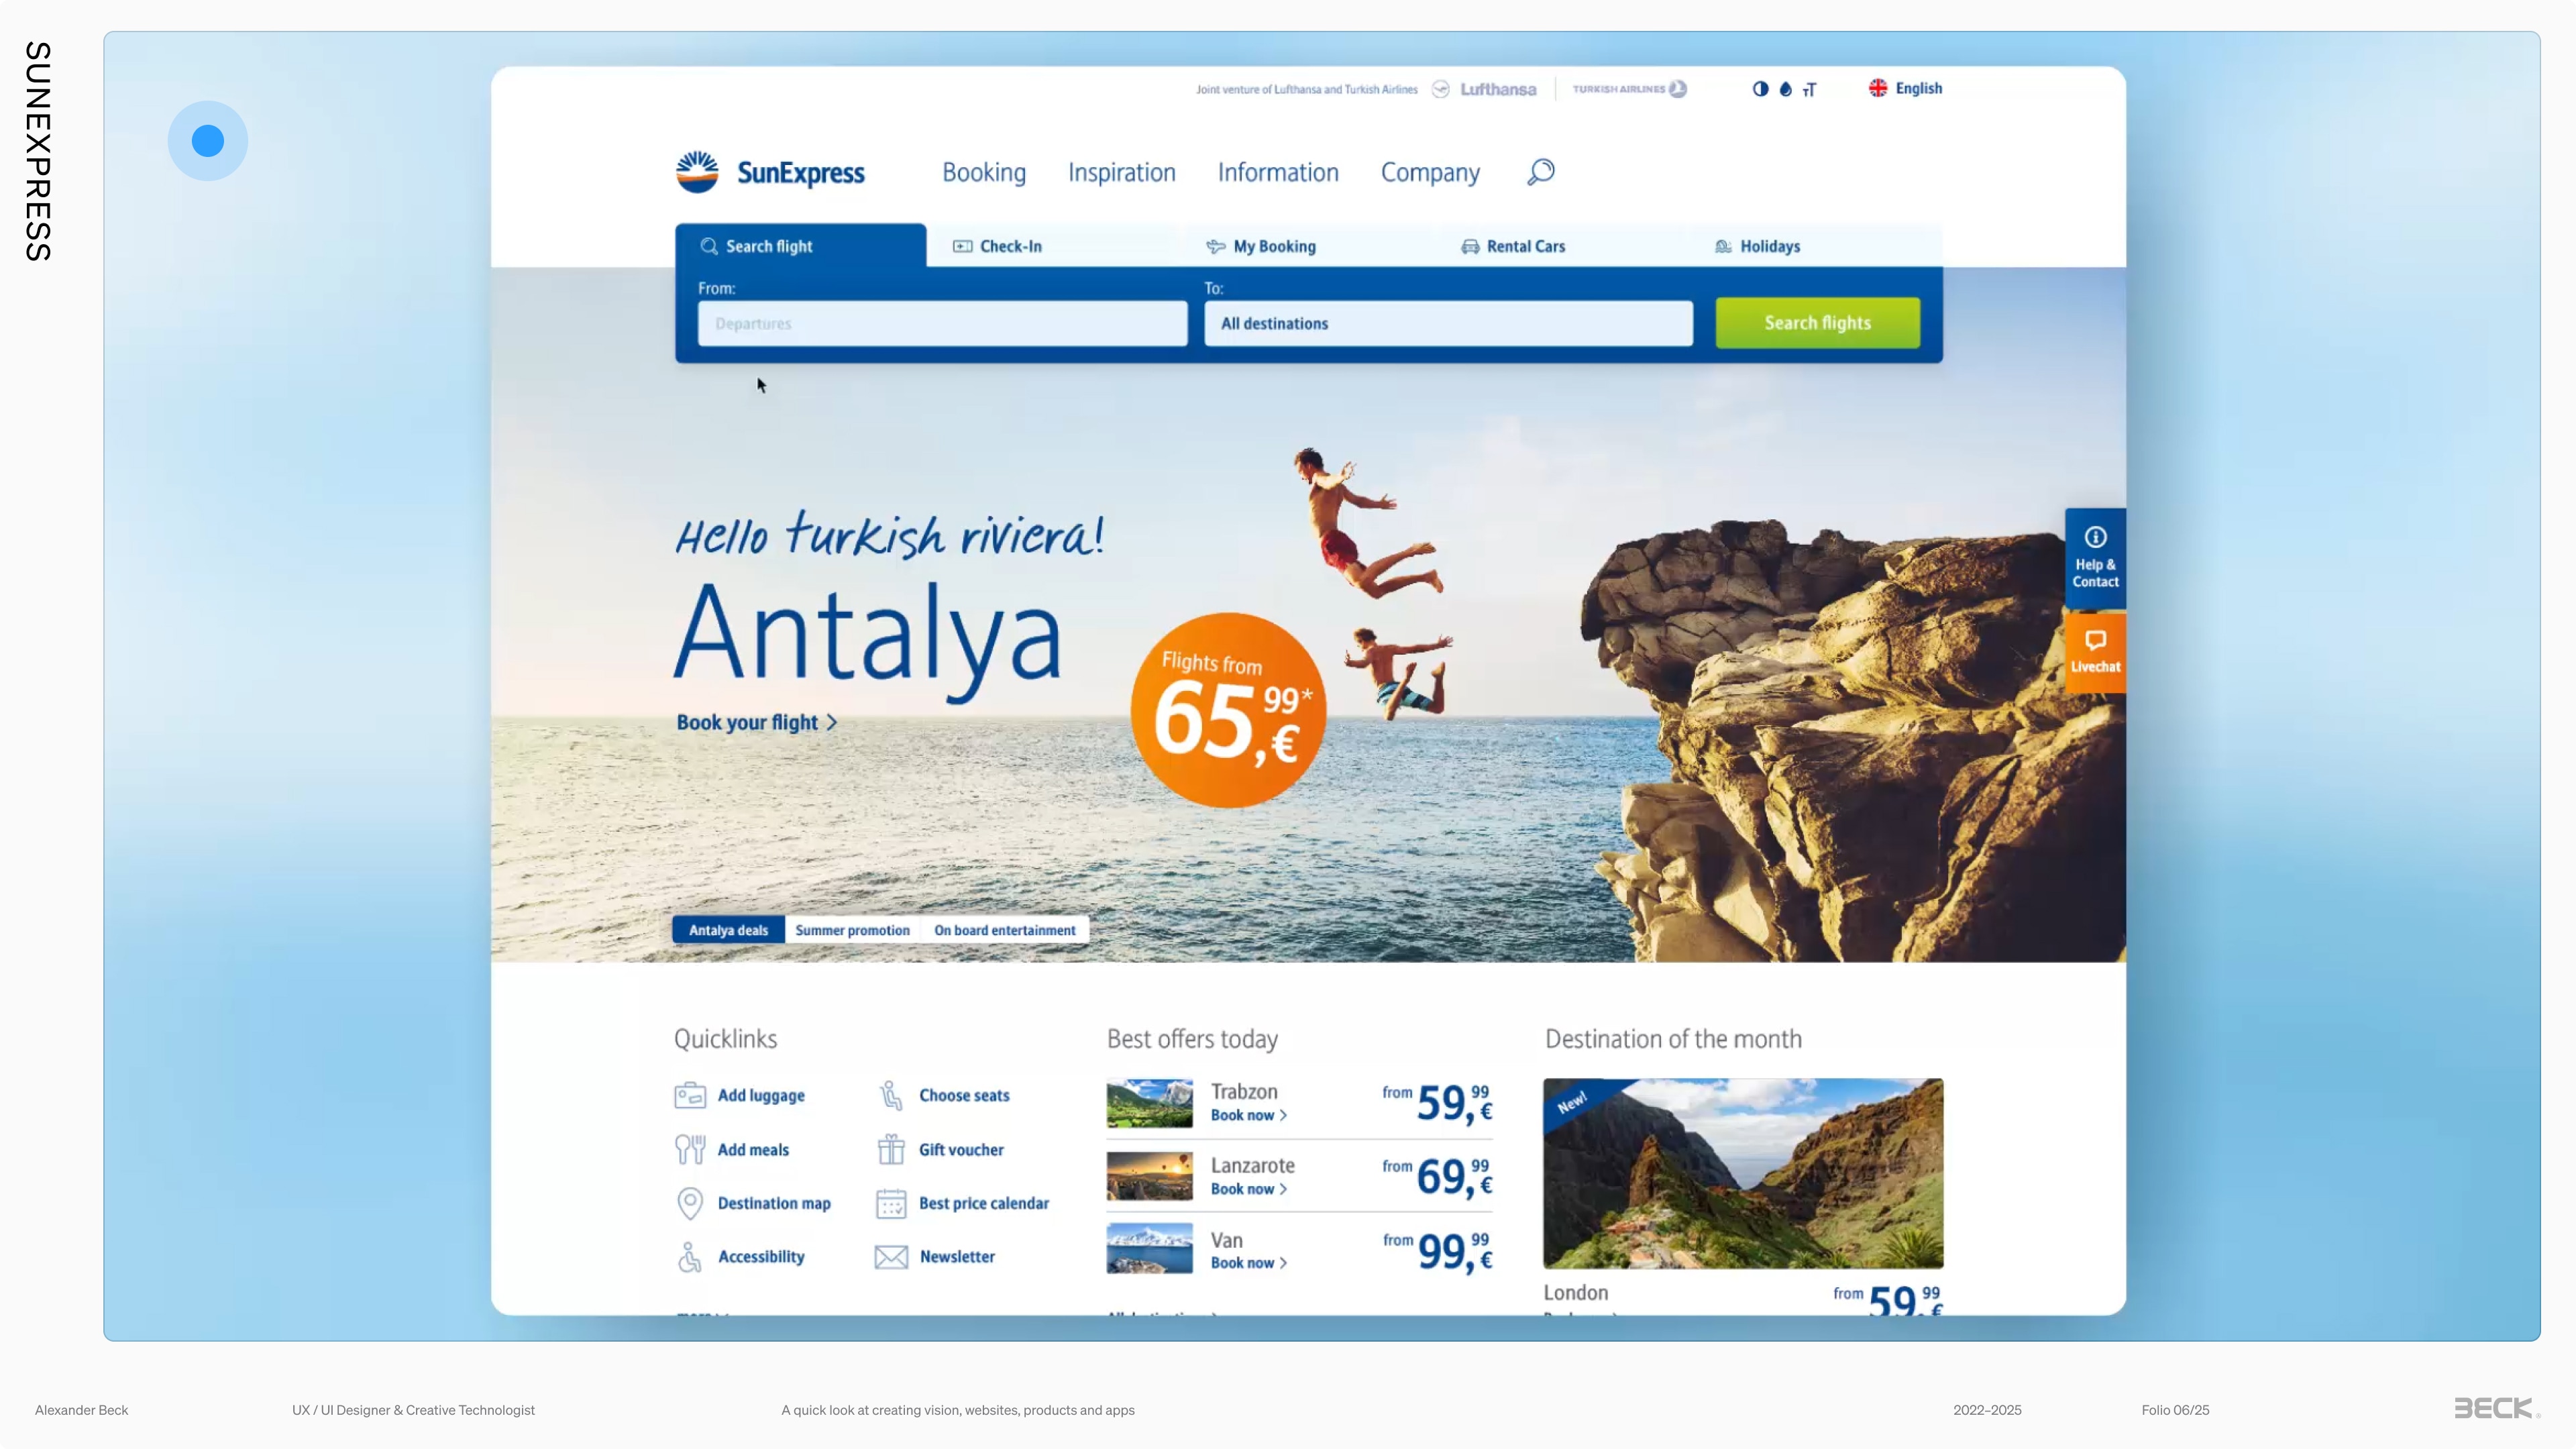 SUNEXPRESS
Joint venture of Lufthansa and Turkish Airlines
Lufthansa
TURKISH AIRLINES
English
SunExpress
Booking
Inspiration
Information
Company
Search flight
Check-In
My Booking
Rental Cars
Holidays
From:
Departures
To:
All destinations
Search flights
Hello turkish riviera!
Antalya
Book your flight
Flights from
65,99*€
Help &
Contact
Livechat
Antalya deals
Summer promotion
On board entertainment
Quicklinks
Add luggage
Choose seats
Add meals
Gift voucher
Destination map
Best price calendar
Accessibility
Newsletter
Best offers today
Trabzon
Book now
from 59,99€
Lanzarote
Book now
from 69,99€
Van
Book now
from 99,99€
Destination of the month
New!
London
from 59,99€
Alexander Beck
UX / UI Designer & Creative Technologist
A quick look at creating vision, websites, products and apps
2022–2025
Folio 06/25
BECK